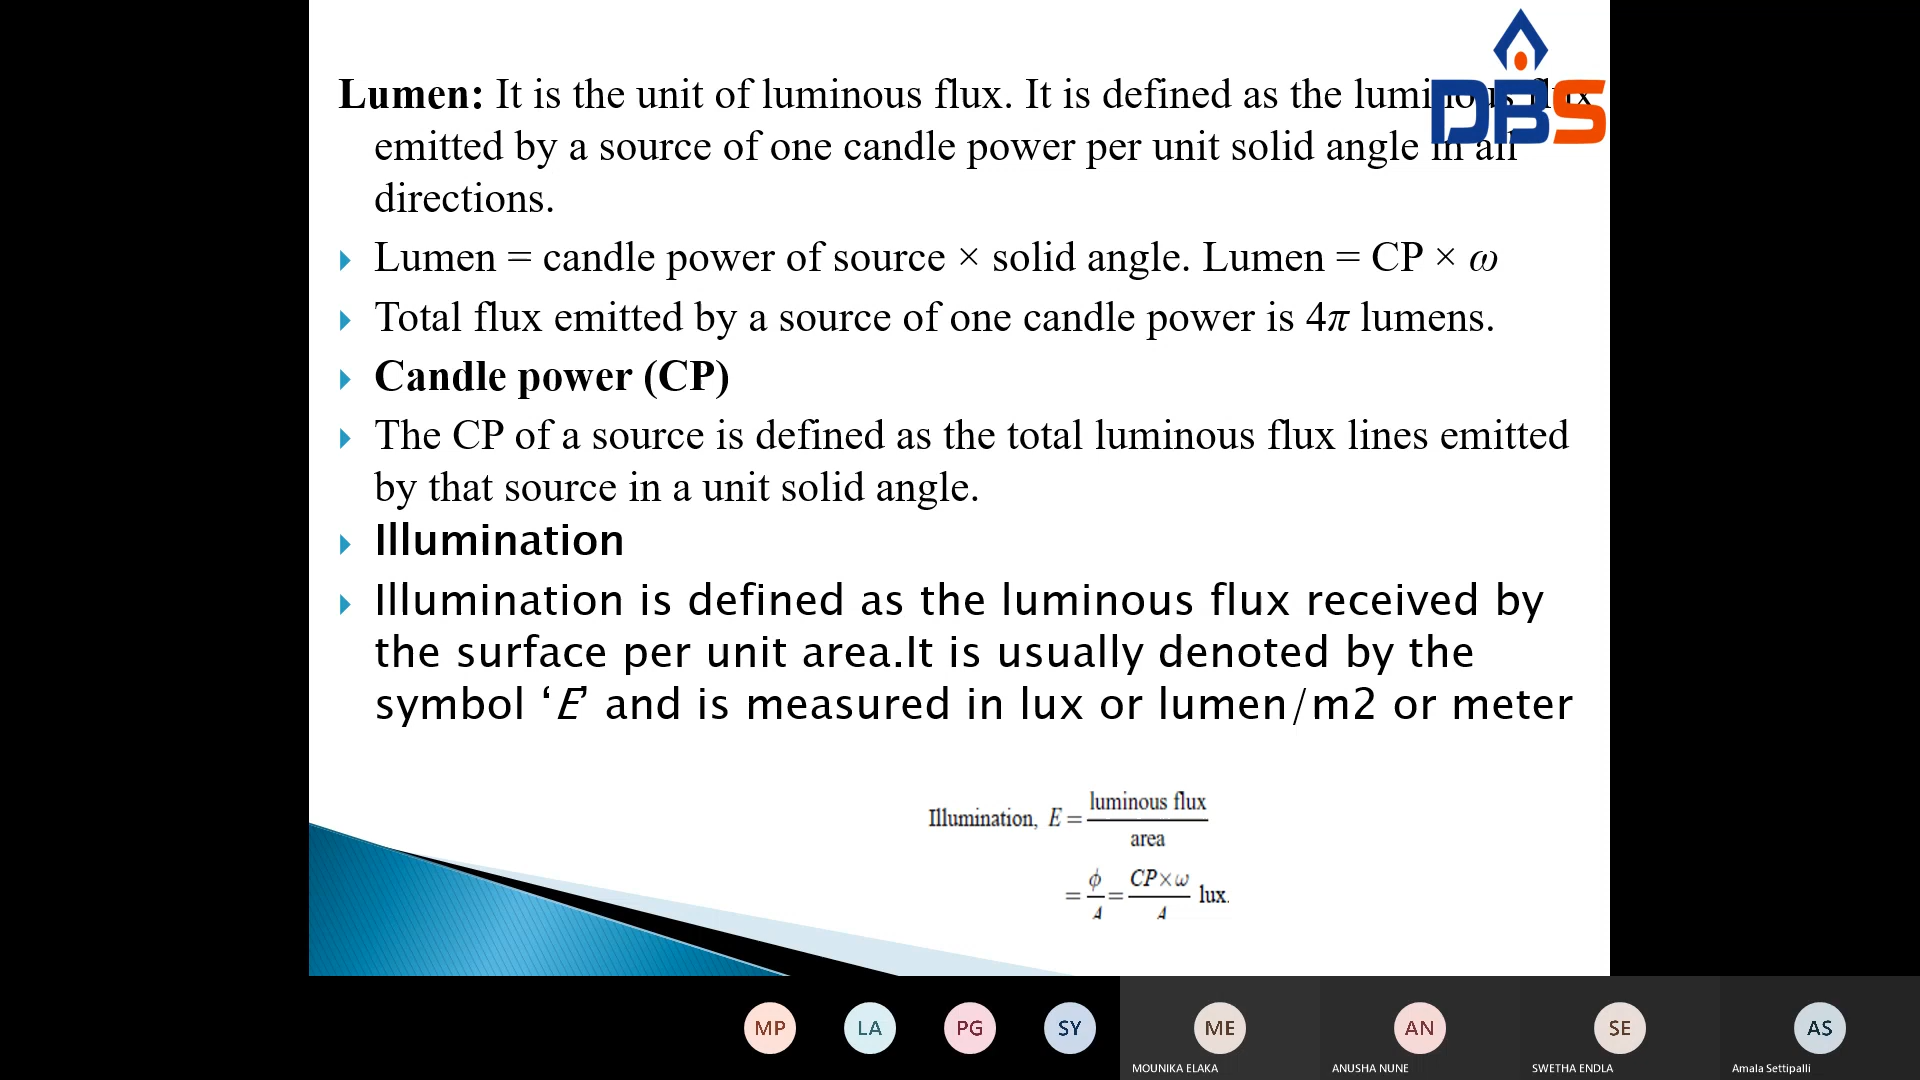 DBS
Lumen: It is the unit of luminous flux. It is defined as the luminous flux
emitted by a source of one candle power per unit solid angle in all
directions.
Lumen = candle power of source × solid angle. Lumen = CP × ω
Total flux emitted by a source of one candle power is 4π lumens.
Candle power (CP)
The CP of a source is defined as the total luminous flux lines emitted
by that source in a unit solid angle.
Illumination
Illumination is defined as the luminous flux received by
the surface per unit area.It is usually denoted by the
symbol ‘E’ and is measured in lux or lumen/m2 or meter
Illumination, E = luminous flux / area
= ϕ/A = CP×ω/A lux.
MP LA PG SY ME AN SE AS
MOUNIKA ELAKA ANUSHA NUNE SWETHA ENDLA Amala Settipalli